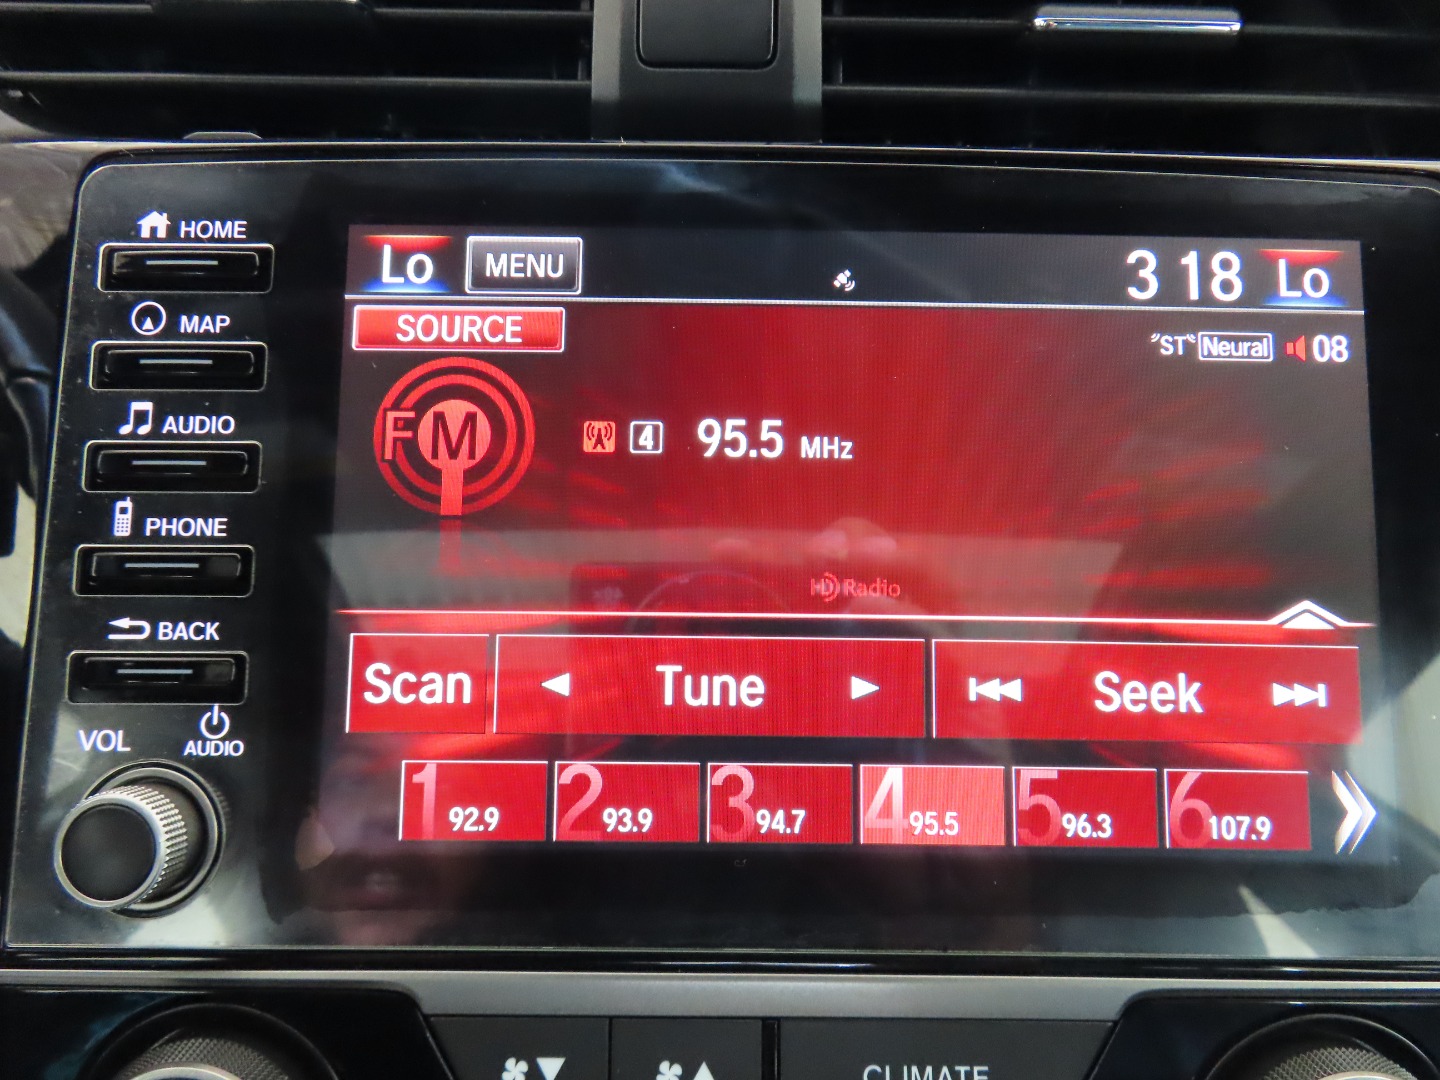 HOME
MAP
AUDIO
PHONE
BACK
VOL
AUDIO
Lo MENU 3 18 Lo
SOURCE
"ST" Neural 08
FM 4 95.5 MHz
HD Radio
Scan Tune Seek
1 92.9 2 93.9 3 94.7 4 95.5 5 96.3 6 107.9
CLIMATE